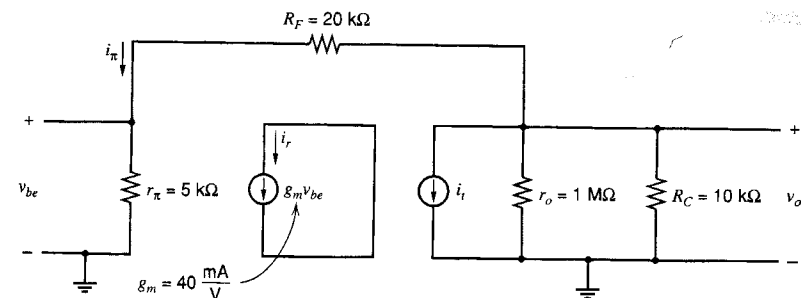 R_F = 20 kΩ
i_π
+
+
i_r
v_be
r_π = 5 kΩ
g_m v_be
i_t
r_o = 1 MΩ
R_C = 10 kΩ
v_o
−
−
g_m = 40 mA/V